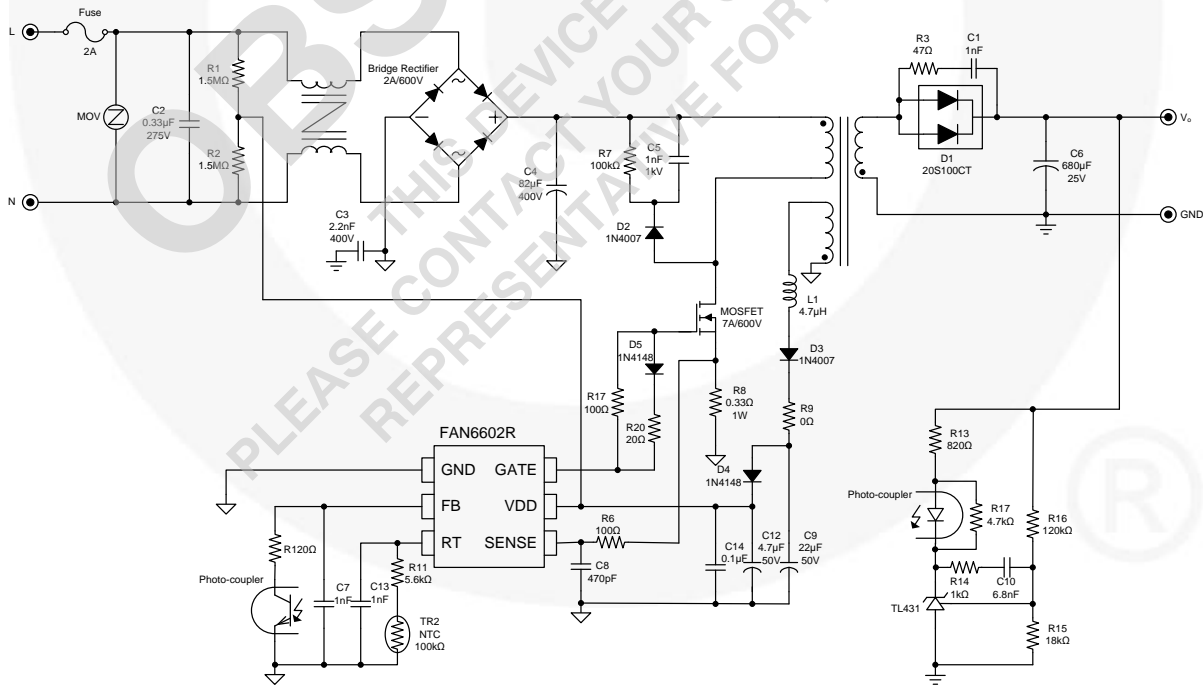 Fuse
L
2A
R3
47Ω
C1
1nF
Bridge Rectifier
2A/600V
R1
1.5MΩ
MOV
C2
0.33µF
275V
R2
1.5MΩ
D1
20S100CT
Vo
C6
680µF
25V
R7
100kΩ
C5
1nF
1kV
C4
82µF
400V
N
GND
C3
2.2nF
400V
D2
1N4007
L1
4.7µH
MOSFET
7A/600V
D5
1N4148
D3
1N4007
R17
100Ω
R8
0.33Ω
1W
R9
0Ω
R20
20Ω
FAN6602R
GND GATE
FB VDD
RT SENSE
D4
1N4148
R13
820Ω
Photo-coupler
R17
4.7kΩ
R16
120kΩ
R6
100Ω
R120Ω
R11
5.6kΩ
C8
470pF
C14
0.1µF
C12
4.7µF
50V
C9
22µF
50V
Photo-coupler
C7
1nF
C13
1nF
TR2
NTC
100kΩ
R14
1kΩ
C10
6.8nF
TL431
R15
18kΩ
OBS
THIS DEVICE
PLEASE CONTACT YOUR
REPRESENTATIVE FOR
®